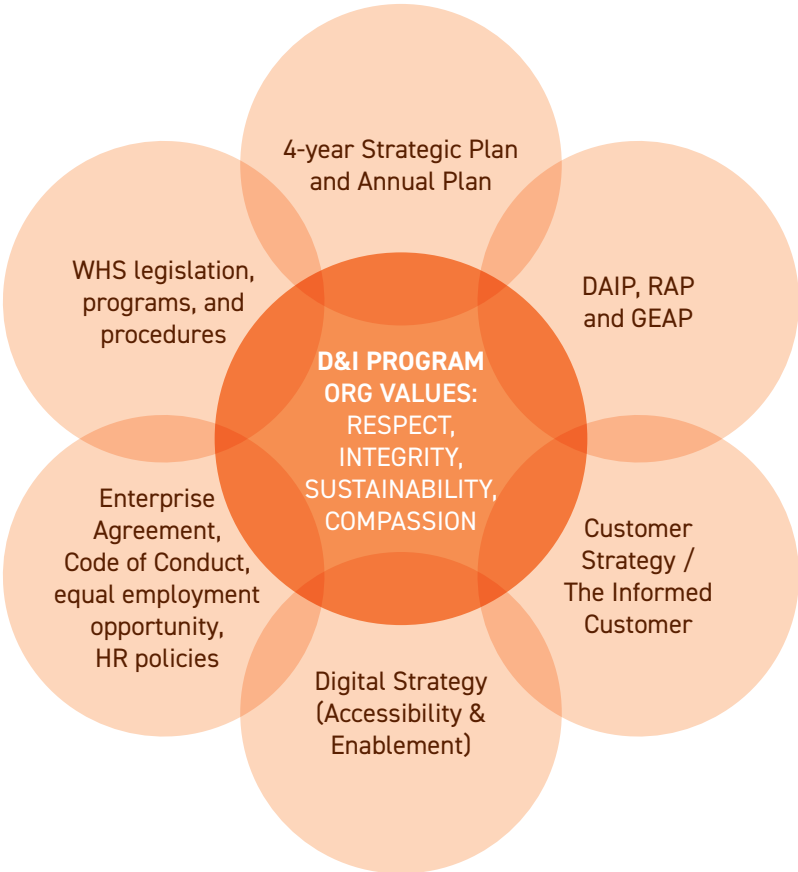 4-year Strategic Plan
and Annual Plan
DAIP, RAP
and GEAP
Customer
Strategy /
The Informed
Customer
Digital Strategy
(Accessibility &
Enablement)
Enterprise
Agreement,
Code of Conduct,
equal employment
opportunity,
HR policies
WHS legislation,
programs, and
procedures
D&I PROGRAM
ORG VALUES:
RESPECT,
INTEGRITY,
SUSTAINABILITY,
COMPASSION